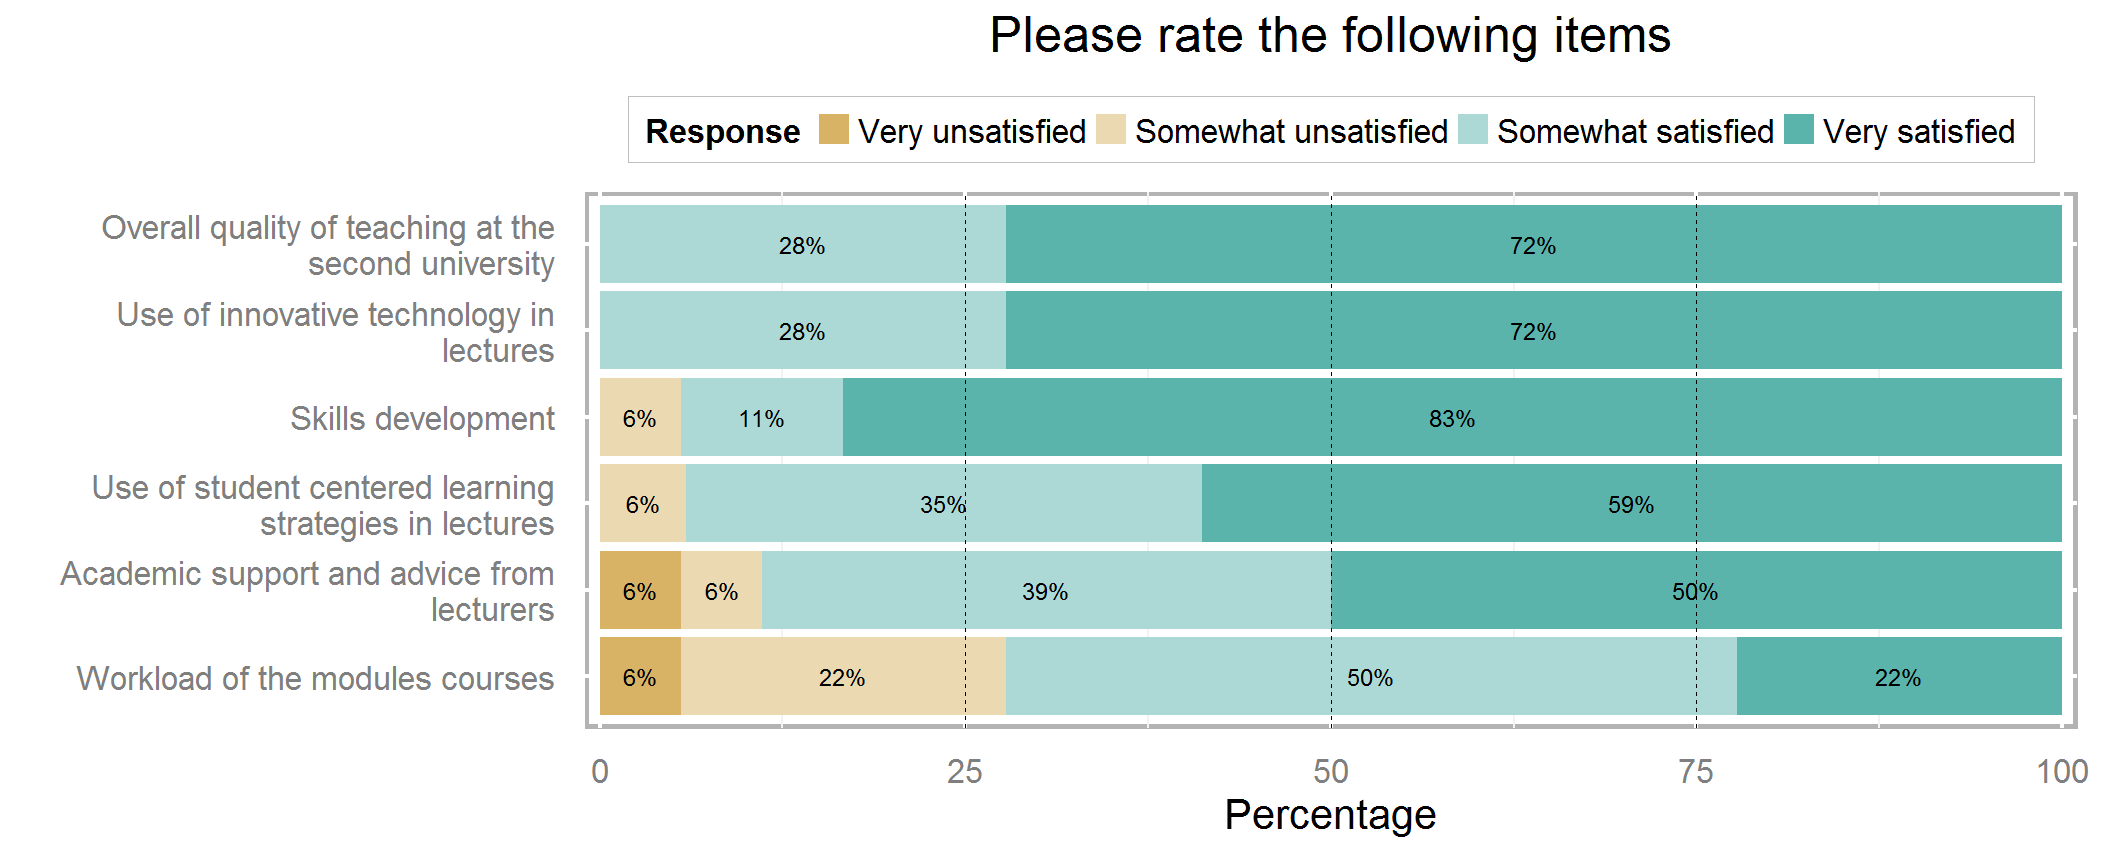 Please rate the following items
Response Very unsatisfied Somewhat unsatisfied Somewhat satisfied Very satisfied
Overall quality of teaching at the
second university
28% 72%
Use of innovative technology in
lectures
28% 72%
Skills development
6% 11% 83%
Use of student centered learning
strategies in lectures
6% 35% 59%
Academic support and advice from
lecturers
6% 6% 39% 50%
Workload of the modules courses
6% 22% 50% 22%
0 25 50 75 100
Percentage